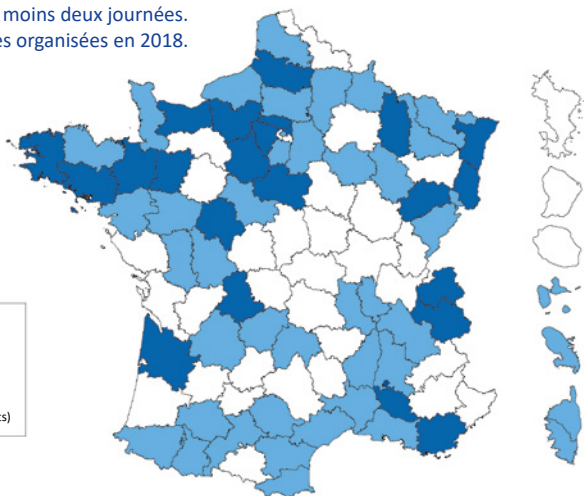 moins deux journées.
es organisées en 2018.
ts)